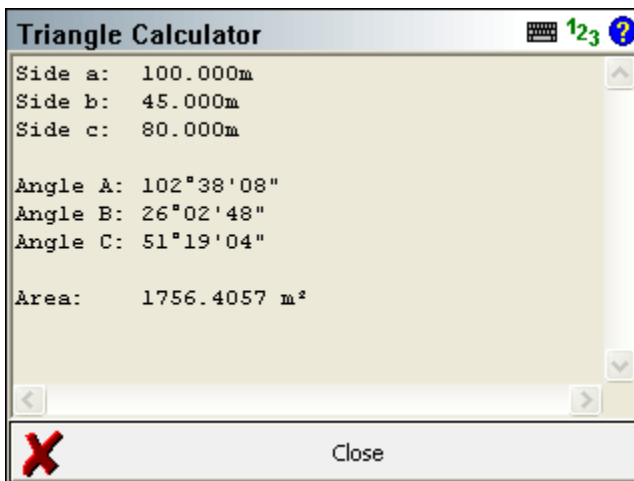 Triangle Calculator 123 ?
Side a: 100.000m
Side b: 45.000m
Side c: 80.000m
Angle A: 102°38'08"
Angle B: 26°02'48"
Angle C: 51°19'04"
Area: 1756.4057 m²
Close